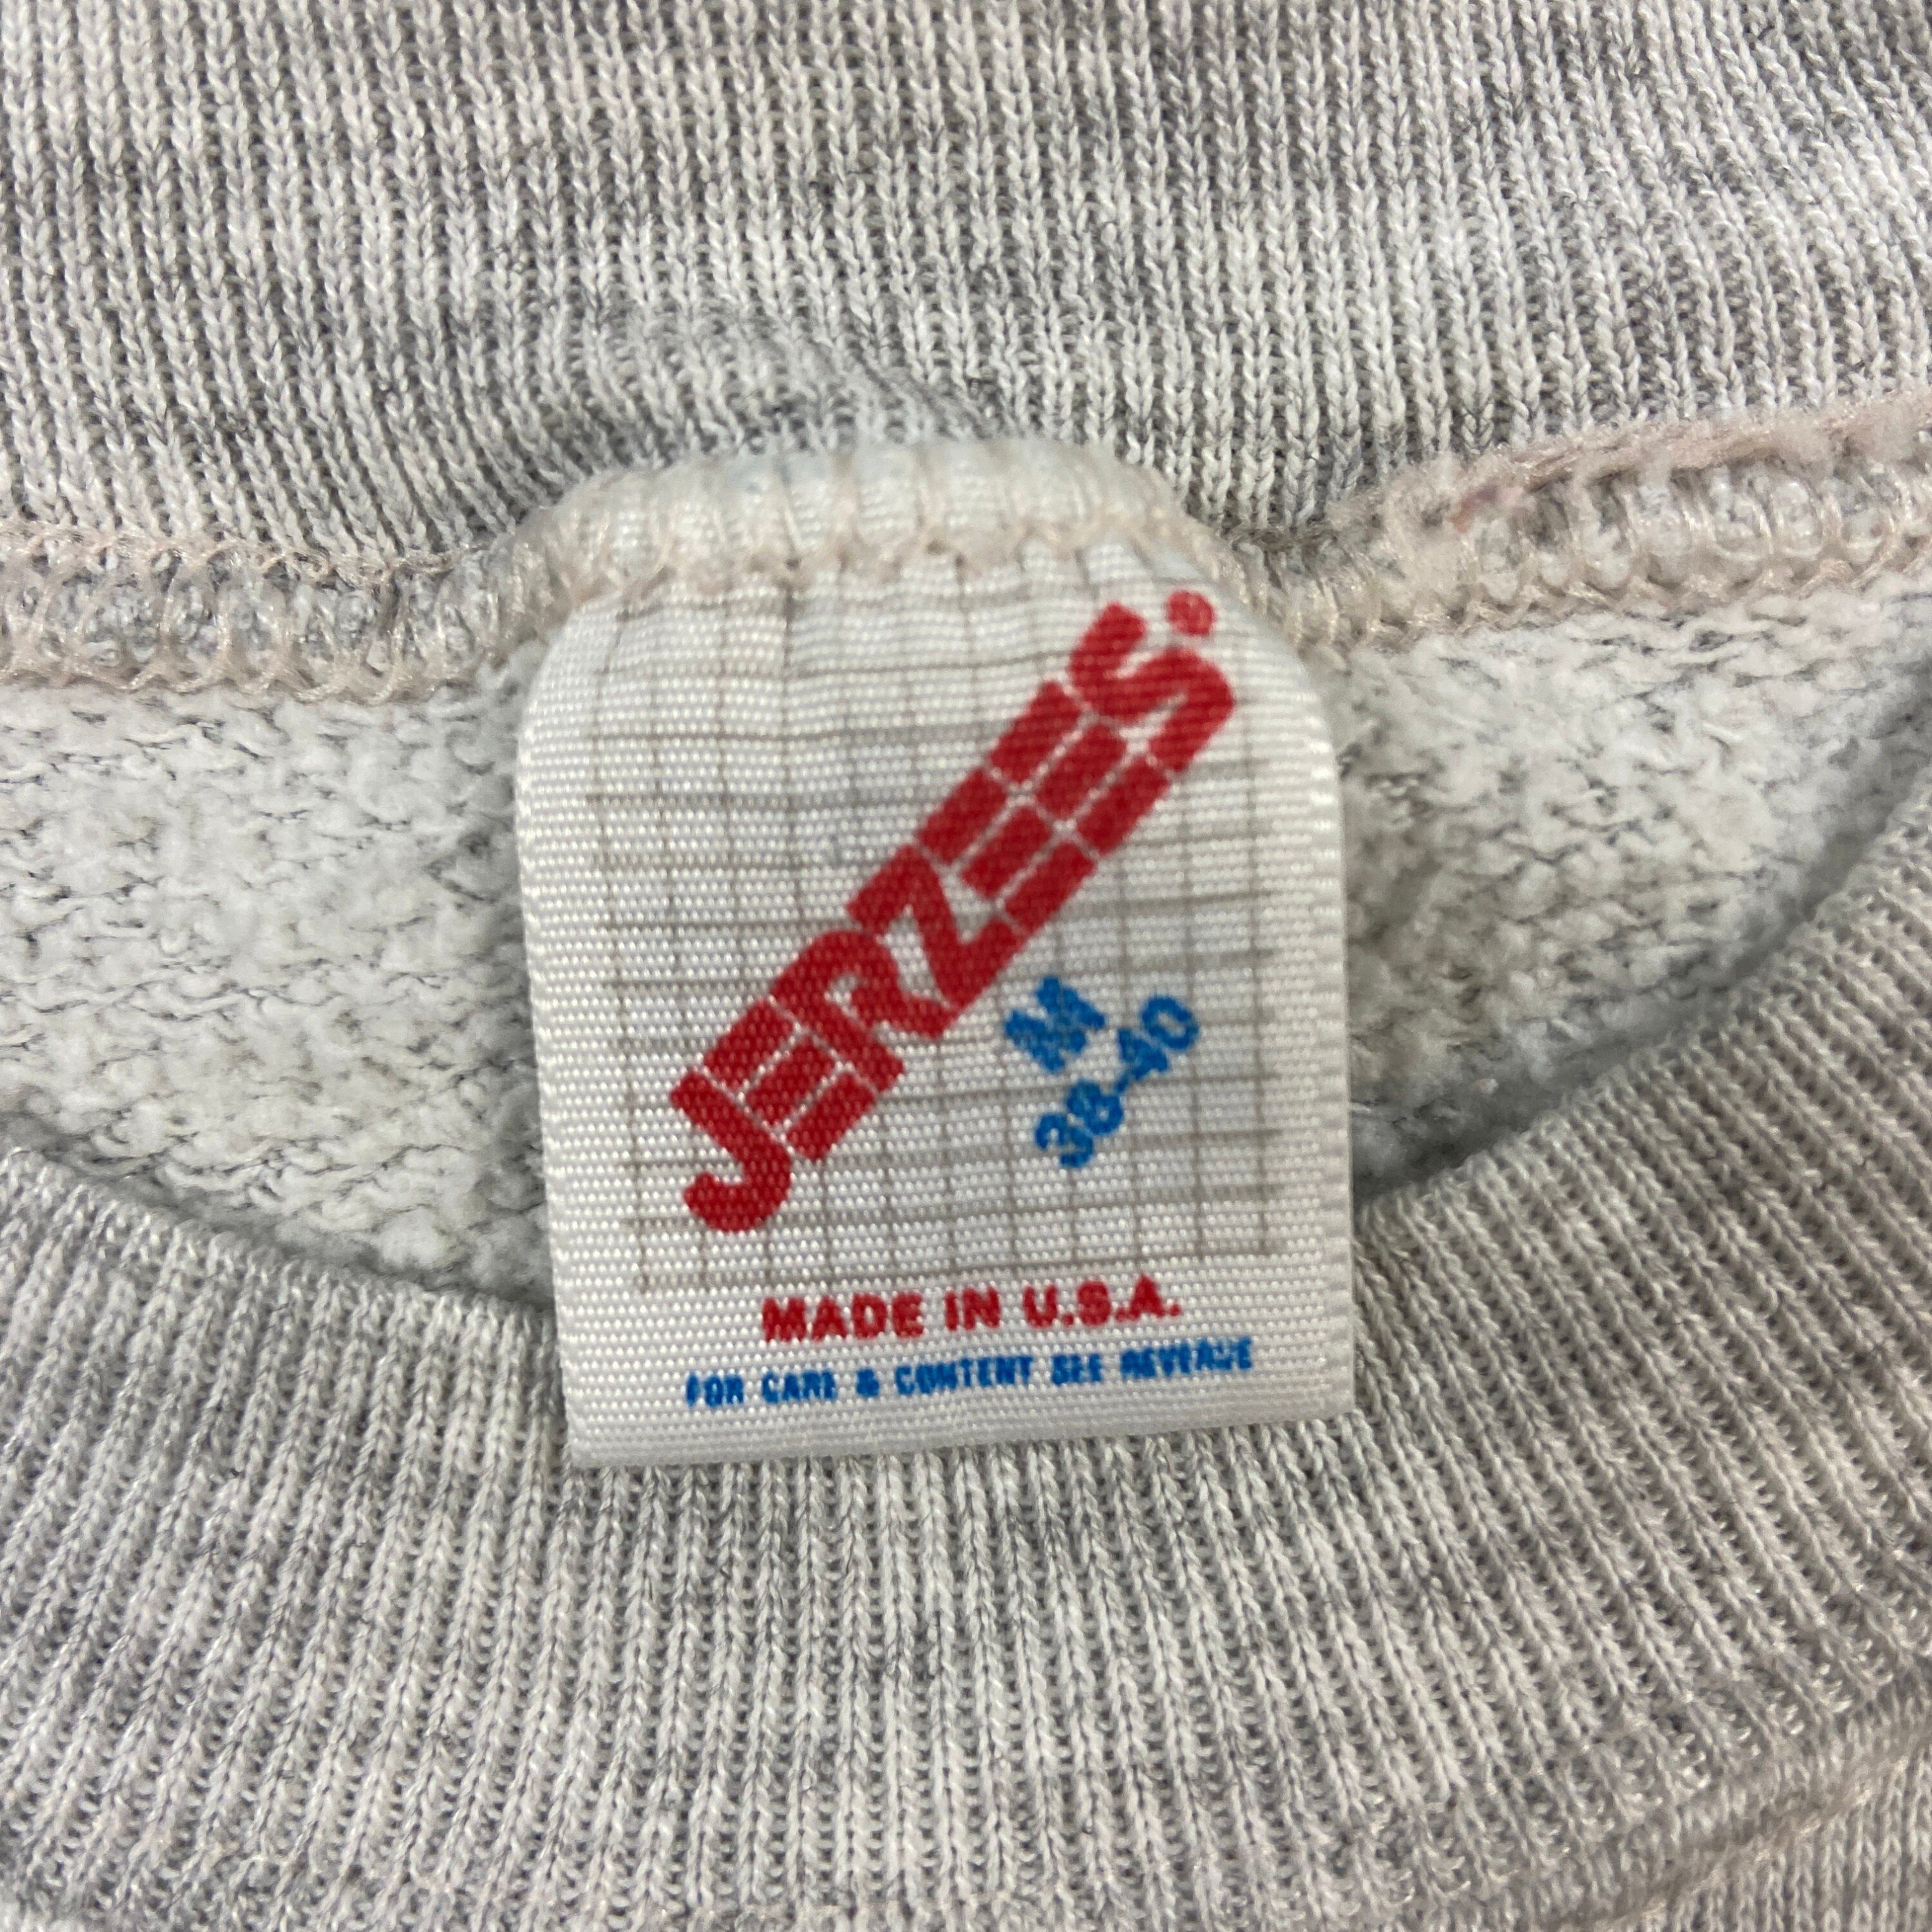 JERZEES.
M
38-40
MADE IN U.S.A.
FOR CARE & CONTENT SEE REVERSE